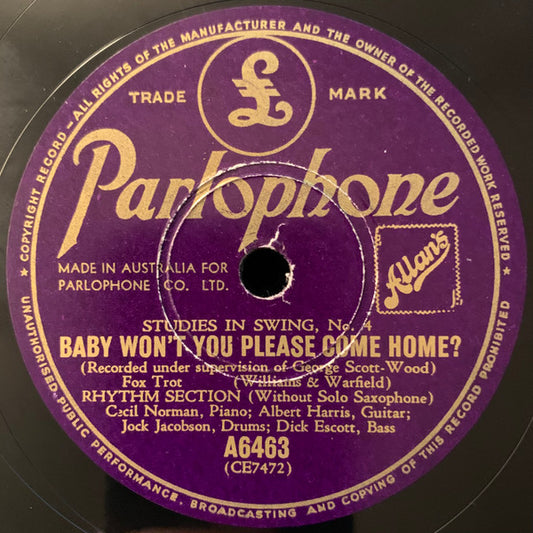 * COPYRIGHT RECORD — ALL RIGHTS OF THE MANUFACTURER AND THE OWNER OF THE RECORDED WORK RESERVED *
TRADE £ MARK
Parlophone
MADE IN AUSTRALIA FOR
PARLOPHONE CO. LTD.
Allans
STUDIES IN SWING, No. 4
BABY WON'T YOU PLEASE COME HOME?
(Recorded under supervision of George Scott-Wood)
Fox Trot (Williams & Warfield)
RHYTHM SECTION (Without Solo Saxophone)
Cecil Norman, Piano; Albert Harris, Guitar;
Jock Jacobson, Drums; Dick Escott, Bass
A6463
(CE7472)
UNAUTHORISED PUBLIC PERFORMANCE, BROADCASTING AND COPYING OF THIS RECORD PROHIBITED